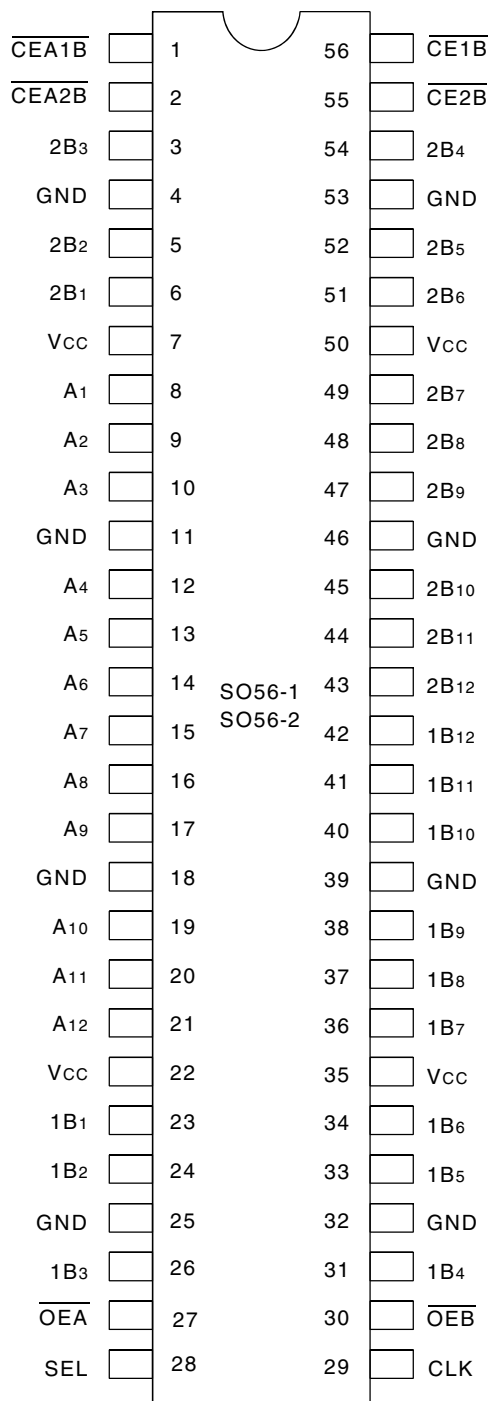 CEA1B 1 56 CE1B
CEA2B 2 55 CE2B
2B3 3 54 2B4
GND 4 53 GND
2B2 5 52 2B5
2B1 6 51 2B6
VCC 7 50 VCC
A1 8 49 2B7
A2 9 48 2B8
A3 10 47 2B9
GND 11 46 GND
A4 12 45 2B10
A5 13 44 2B11
A6 14 SO56-1 43 2B12
A7 15 SO56-2 42 1B12
A8 16 41 1B11
A9 17 40 1B10
GND 18 39 GND
A10 19 38 1B9
A11 20 37 1B8
A12 21 36 1B7
VCC 22 35 VCC
1B1 23 34 1B6
1B2 24 33 1B5
GND 25 32 GND
1B3 26 31 1B4
OEA 27 30 OEB
SEL 28 29 CLK